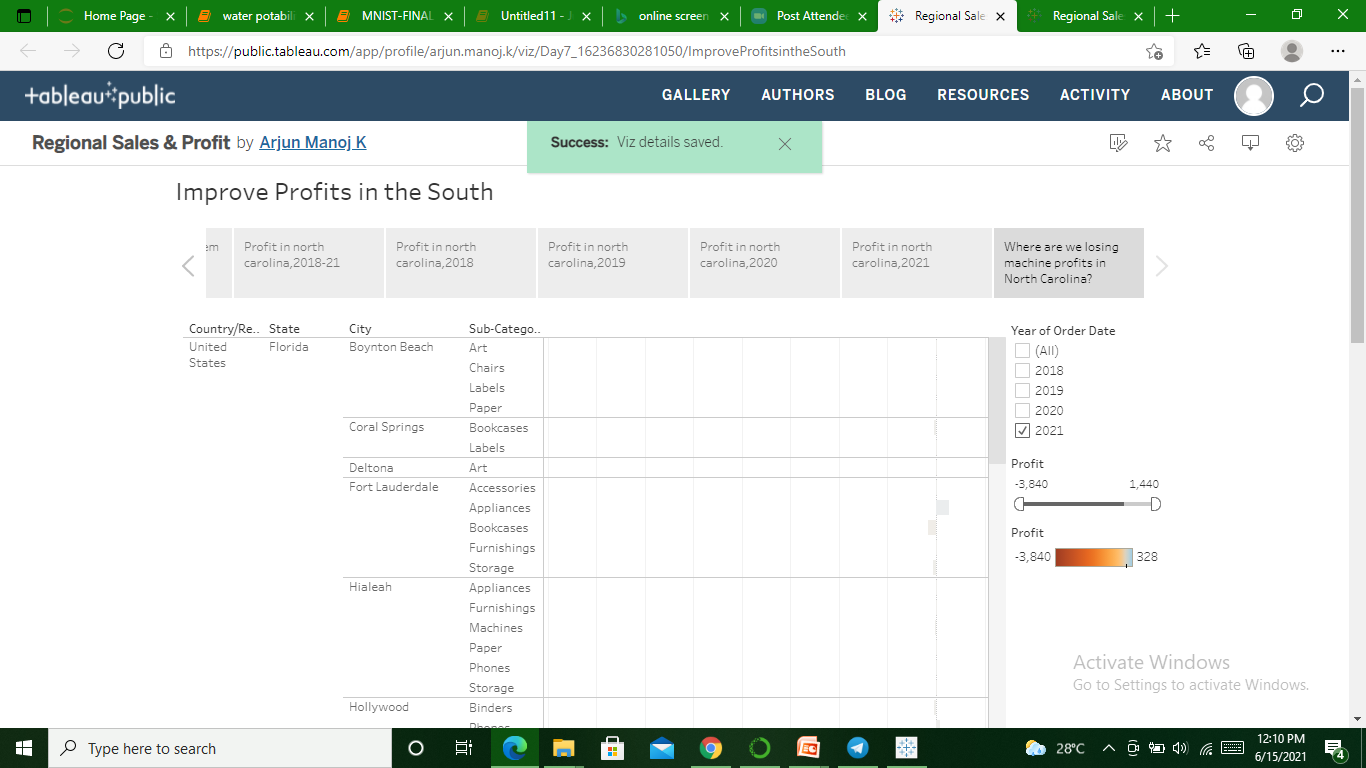 Home Page -
water potabili
MNIST-FINAL
Untitled11 - J
online screen
Post Attendee
Regional Sale
Regional Sale
https://public.tableau.com/app/profile/arjun.manoj.k/viz/Day7_16236830281050/ImproveProfitsintheSouth
+ableau public
GALLERY AUTHORS BLOG RESOURCES ACTIVITY ABOUT
Regional Sales & Profit by Arjun Manoj K
Success: Viz details saved.
Improve Profits in the South
em
Profit in north
carolina,2018-21
Profit in north
carolina,2018
Profit in north
carolina,2019
Profit in north
carolina,2020
Profit in north
carolina,2021
Where are we losing
machine profits in
North Carolina?
Country/Re.. State City Sub-Catego..
United
States
Florida
Boynton Beach
Art
Chairs
Labels
Paper
Coral Springs
Bookcases
Labels
Deltona
Art
Fort Lauderdale
Accessories
Appliances
Bookcases
Furnishings
Storage
Hialeah
Appliances
Furnishings
Machines
Paper
Phones
Storage
Hollywood
Binders
Phones
Year of Order Date
(All)
2018
2019
2020
2021
Profit
-3,840 1,440
Profit
-3,840 328
Activate Windows
Go to Settings to activate Windows.
Type here to search
28°C
12:10 PM
6/15/2021
4